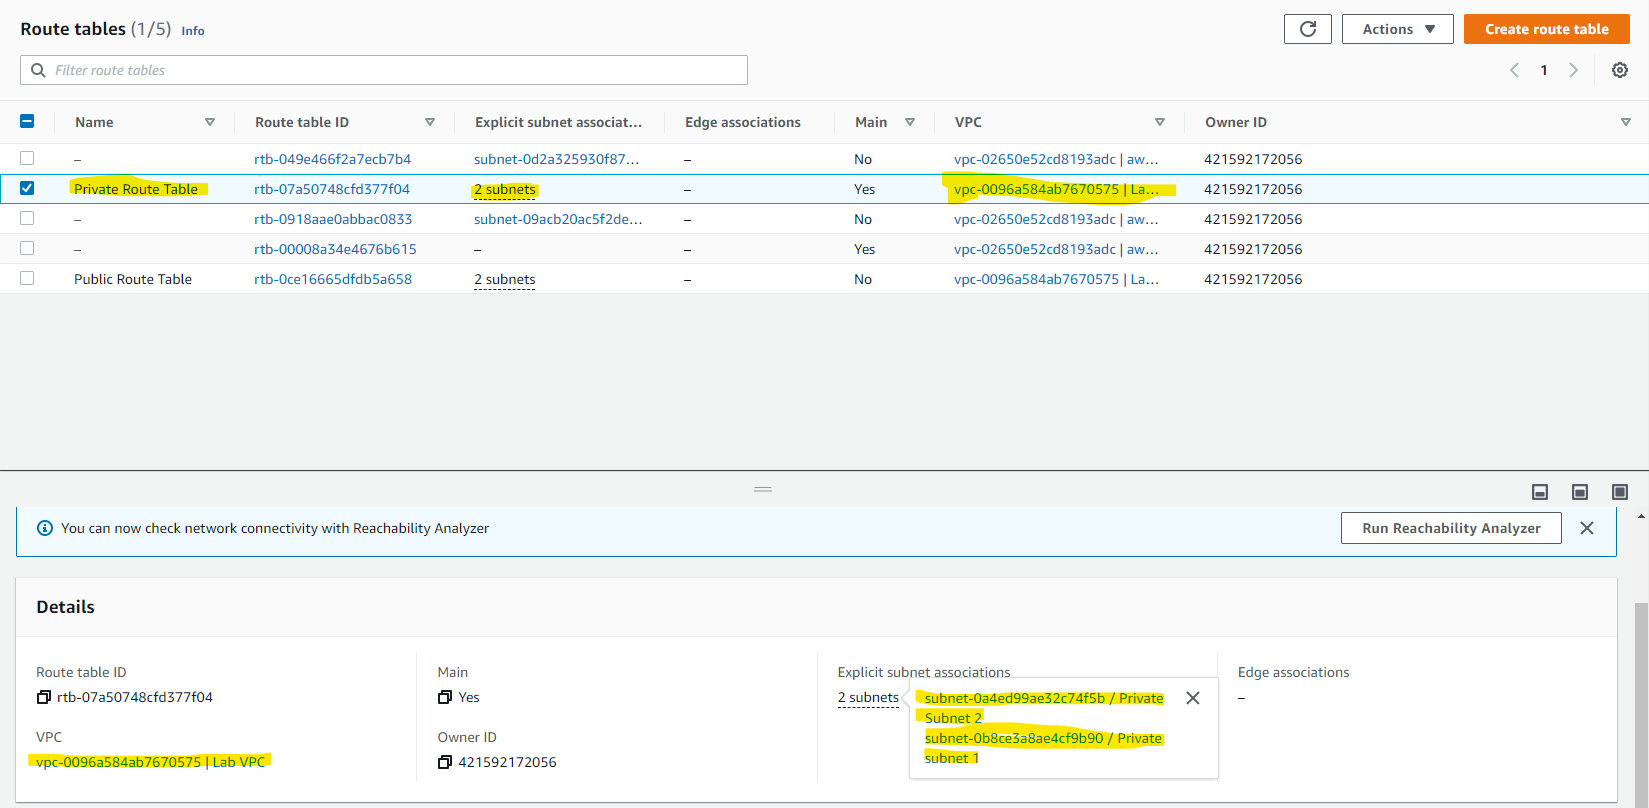 Route tables (1/5) Info
Actions ▼
Create route table
Filter route tables
1
Name
Route table ID
Explicit subnet associat...
Edge associations
Main
VPC
Owner ID
– rtb-049e466f2a7ecb7b4 subnet-0d2a325930f87... – No vpc-02650e52cd8193adc | aw... 421592172056
Private Route Table rtb-07a50748cfd377f04 2 subnets – Yes vpc-0096a584ab7670575 | La... 421592172056
– rtb-0918aae0abbac0833 subnet-09acb20ac5f2de... – No vpc-02650e52cd8193adc | aw... 421592172056
– rtb-00008a34e4676b615 – – Yes vpc-02650e52cd8193adc | aw... 421592172056
Public Route Table rtb-0ce16665dfdb5a658 2 subnets – No vpc-0096a584ab7670575 | La... 421592172056
You can now check network connectivity with Reachability Analyzer
Run Reachability Analyzer
Details
Route table ID
rtb-07a50748cfd377f04
VPC
vpc-0096a584ab7670575 | Lab VPC
Main
Yes
Owner ID
421592172056
Explicit subnet associations
2 subnets
subnet-0a4ed99ae32c74f5b / Private
Subnet 2
subnet-0b8ce3a8ae4cf9b90 / Private
subnet 1
Edge associations
–